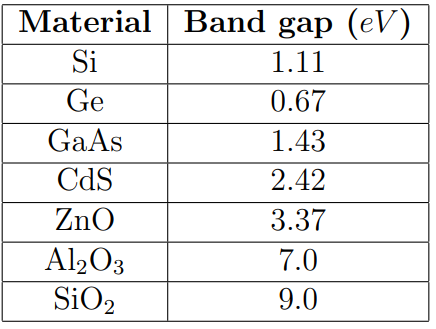 Material Band gap (eV)
Si 1.11
Ge 0.67
GaAs 1.43
CdS 2.42
ZnO 3.37
Al₂O₃ 7.0
SiO₂ 9.0